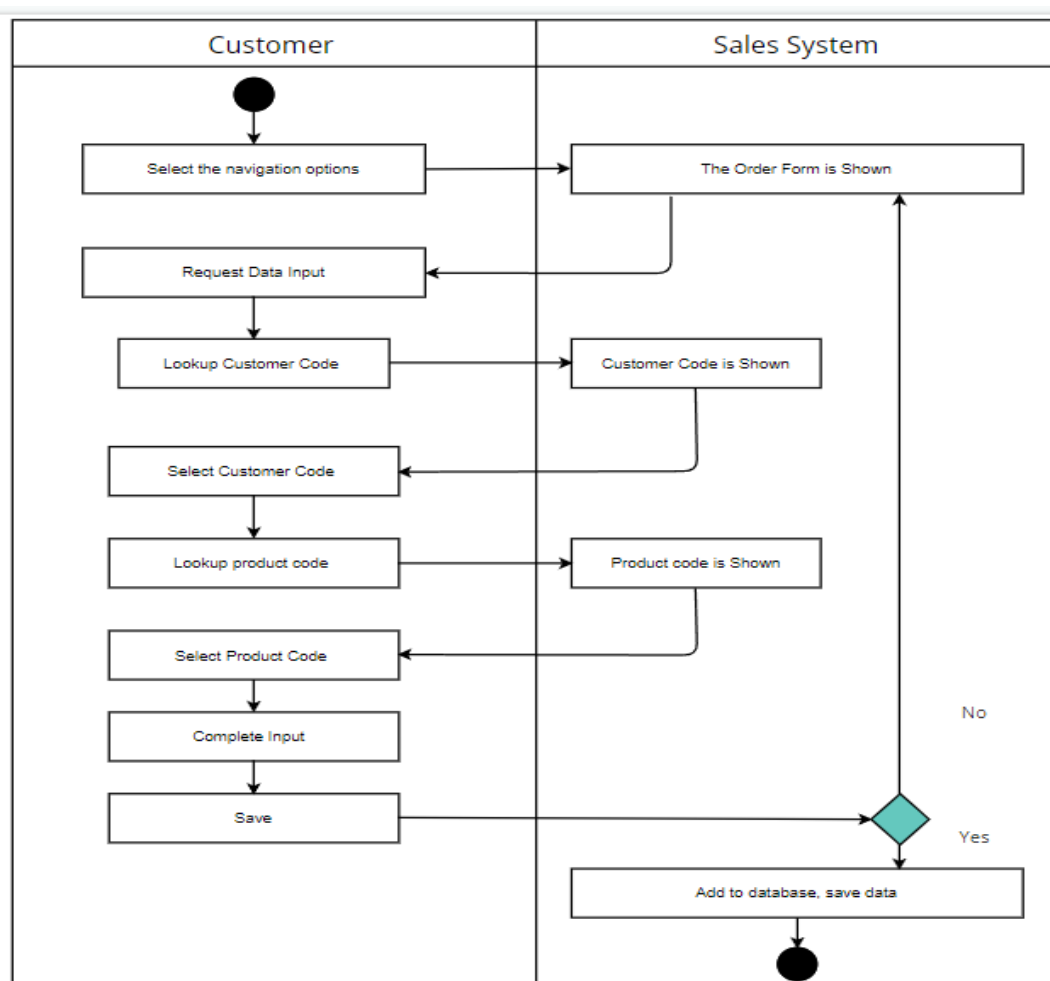 Customer
Sales System
Select the navigation options
The Order Form is Shown
Request Data Input
Lookup Customer Code
Customer Code is Shown
Select Customer Code
Lookup product code
Product code is Shown
Select Product Code
No
Complete Input
Save
Yes
Add to database, save data